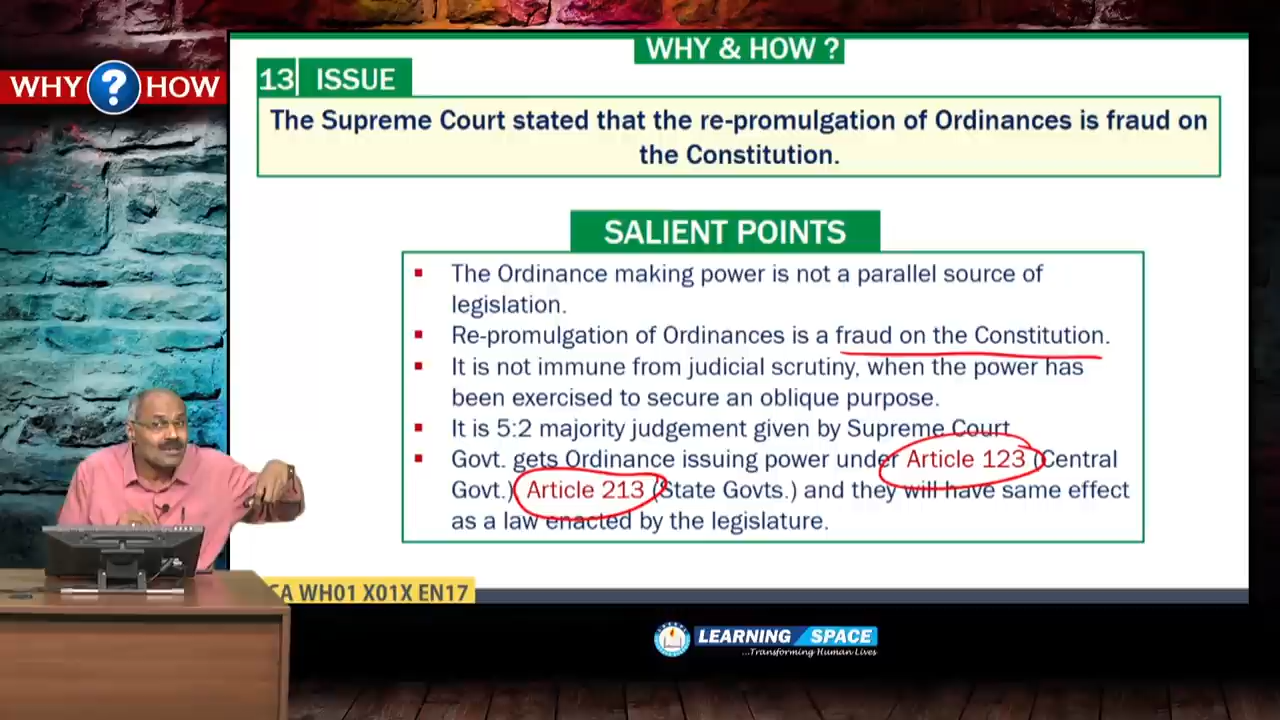 WHY & HOW ?
WHY ? HOW
13 ISSUE
The Supreme Court stated that the re-promulgation of Ordinances is fraud on
the Constitution.
SALIENT POINTS
The Ordinance making power is not a parallel source of
legislation.
Re-promulgation of Ordinances is a fraud on the Constitution.
It is not immune from judicial scrutiny, when the power has
been exercised to secure an oblique purpose.
It is 5:2 majority judgement given by Supreme Court
Govt. gets Ordinance issuing power under Article 123 (Central
Govt.) Article 213 (State Govts.) and they will have same effect
as a law enacted by the legislature.
CA WH01 X01X EN17
LEARNING SPACE
...Transforming Human Lives